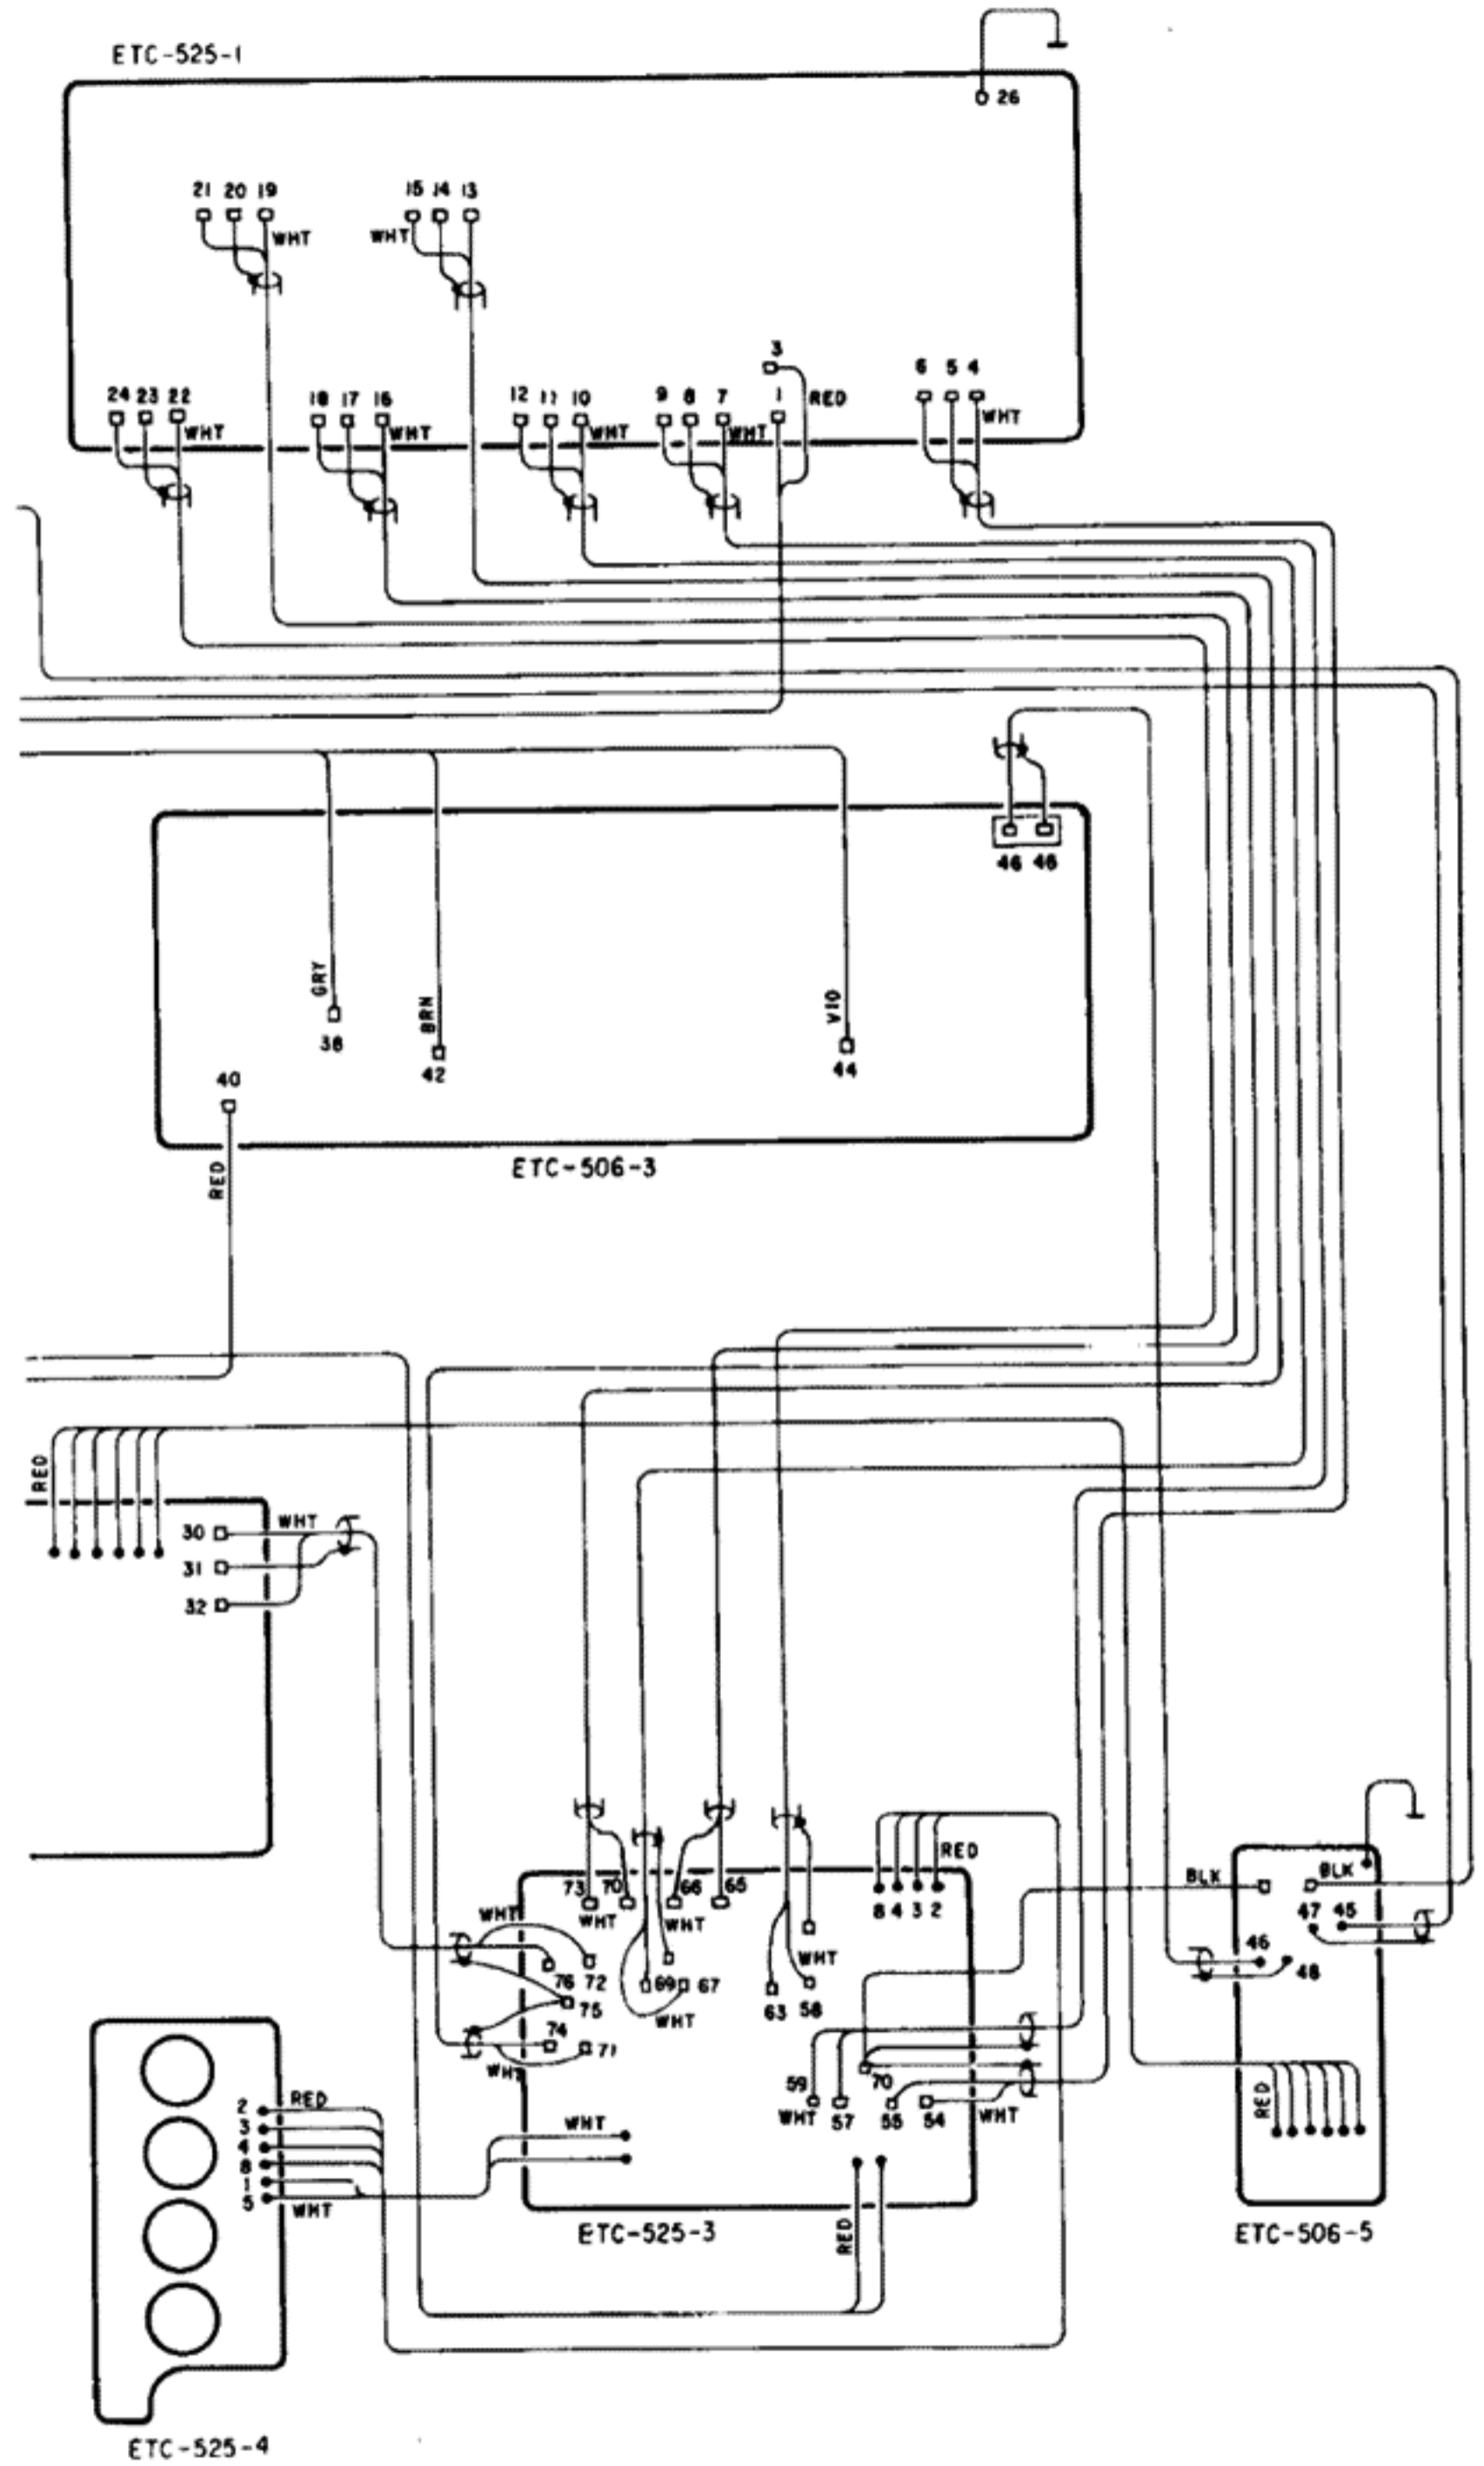 ETC-525-1
26
21 20 19
15 14 13
WHT
WHT
3
6 5 4
24 23 22
18 17 16
12 11 10
9 8 7
1
RED
WHT
WHT
WHT
WHT
WHT
46 48
GRY
38
BRN
42
VIO
44
40
RED
ETC-506-3
RED
30
WHT
31
32
RED
73 70 66 65
8 4 3 2
WHT
WHT
WHT
BLK
BLK
47 45
46
48
WHT
76 72
69 67
63 58
75
WHT
74
71
WHT
70
59
WHT 57 55 54
WHT
RED
2 RED
3
4
8
1
5 WHT
WHT
RED
ETC-525-3
ETC-506-5
ETC-525-4